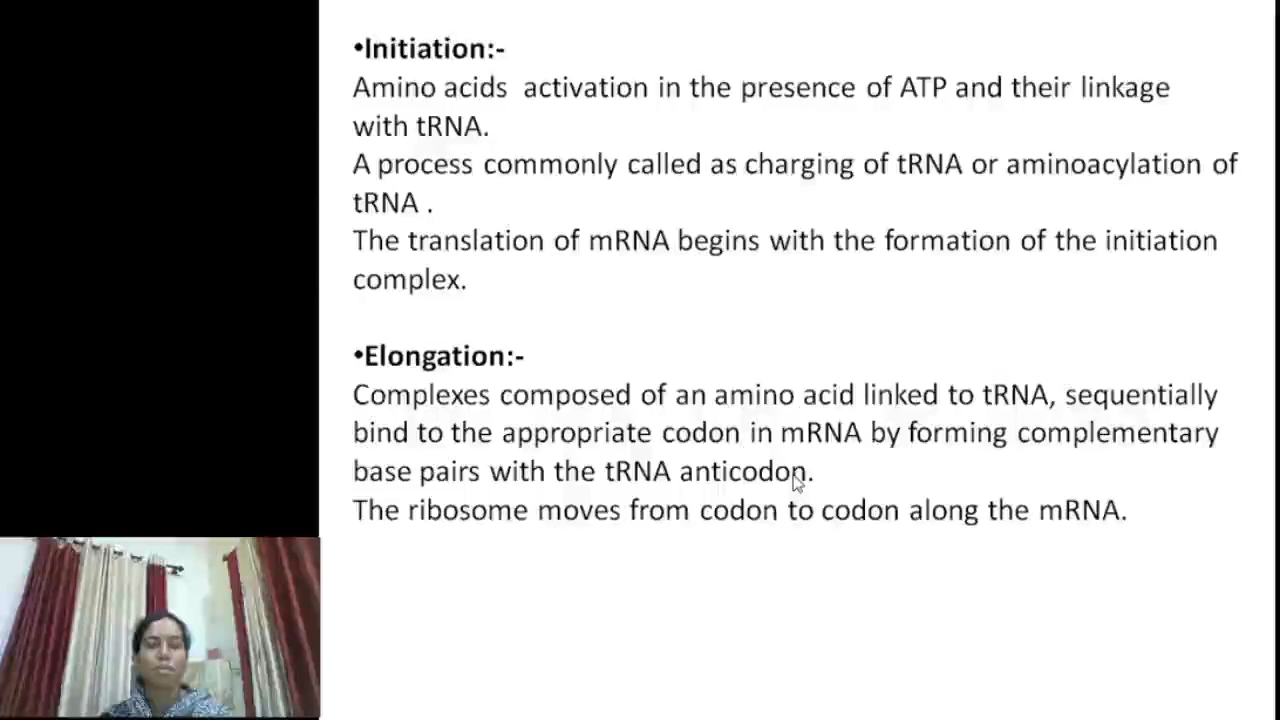 •Initiation:-
Amino acids activation in the presence of ATP and their linkage
with tRNA.
A process commonly called as charging of tRNA or aminoacylation of
tRNA .
The translation of mRNA begins with the formation of the initiation
complex.
•Elongation:-
Complexes composed of an amino acid linked to tRNA, sequentially
bind to the appropriate codon in mRNA by forming complementary
base pairs with the tRNA anticodon.
The ribosome moves from codon to codon along the mRNA.